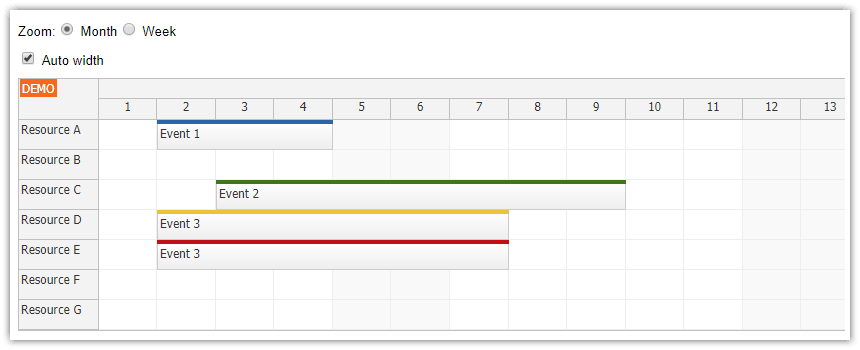 Zoom: Month Week
Auto width
DEMO
1 2 3 4 5 6 7 8 9 10 11 12 13
Resource A Event 1
Resource B
Resource C Event 2
Resource D Event 3
Resource E Event 3
Resource F
Resource G